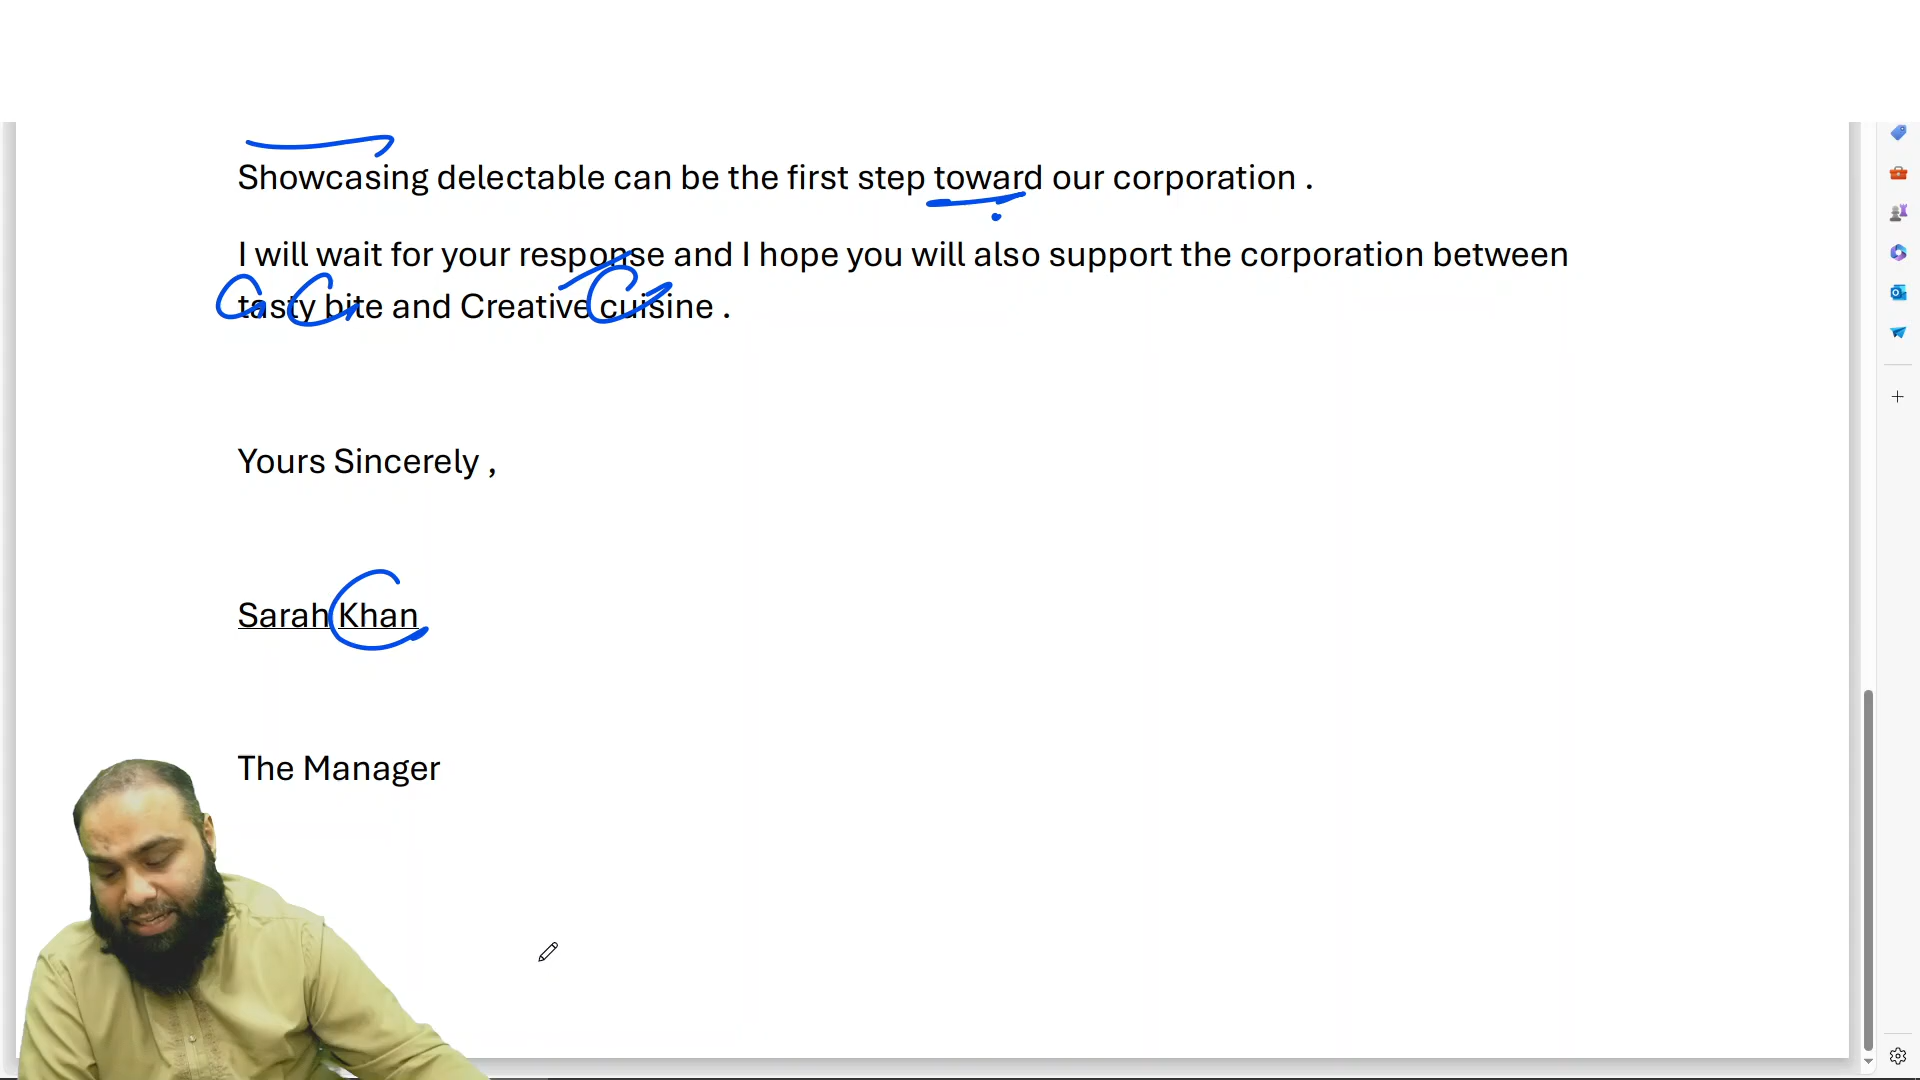 Showcasing delectable can be the first step toward our corporation .
I will wait for your response and I hope you will also support the corporation between
tasty bite and Creative cuisine .
Yours Sincerely ,
Sarah Khan
The Manager